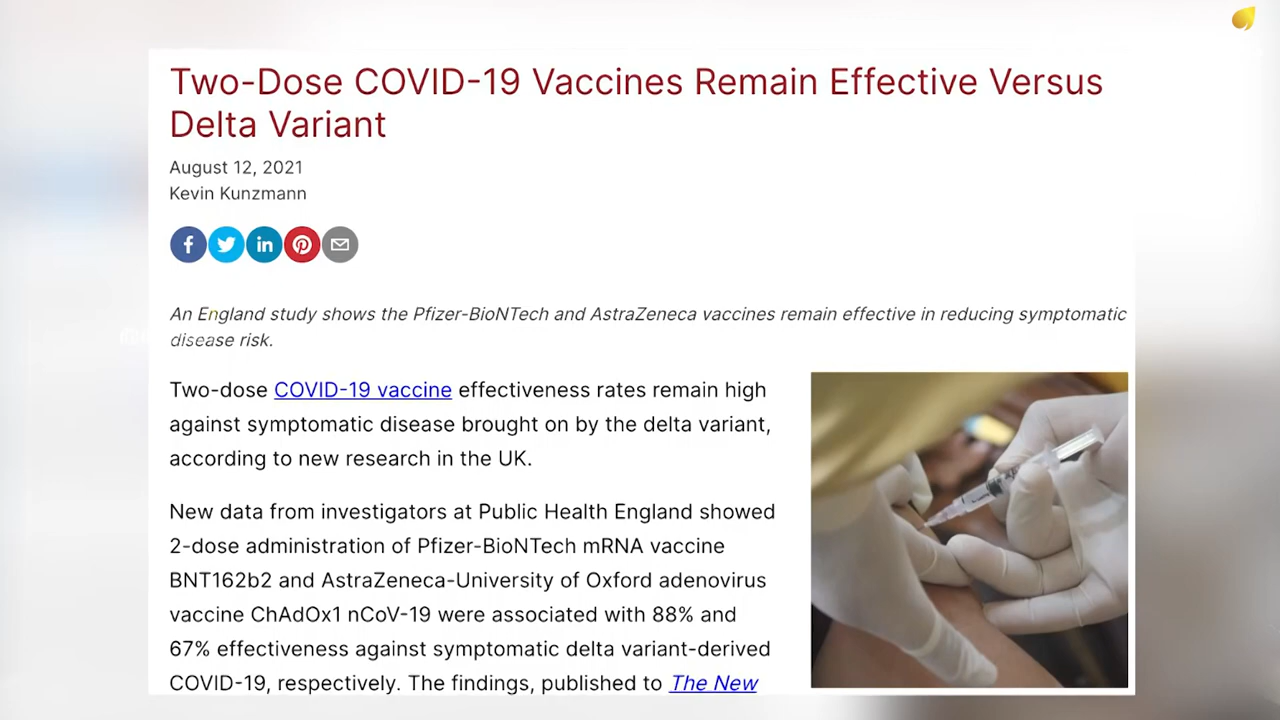 Two-Dose COVID-19 Vaccines Remain Effective Versus
Delta Variant
August 12, 2021
Kevin Kunzmann
An England study shows the Pfizer-BioNTech and AstraZeneca vaccines remain effective in reducing symptomatic
disease risk.
Two-dose COVID-19 vaccine effectiveness rates remain high
against symptomatic disease brought on by the delta variant,
according to new research in the UK.
New data from investigators at Public Health England showed
2-dose administration of Pfizer-BioNTech mRNA vaccine
BNT162b2 and AstraZeneca-University of Oxford adenovirus
vaccine ChAdOx1 nCoV-19 were associated with 88% and
67% effectiveness against symptomatic delta variant-derived
COVID-19, respectively. The findings, published to The New